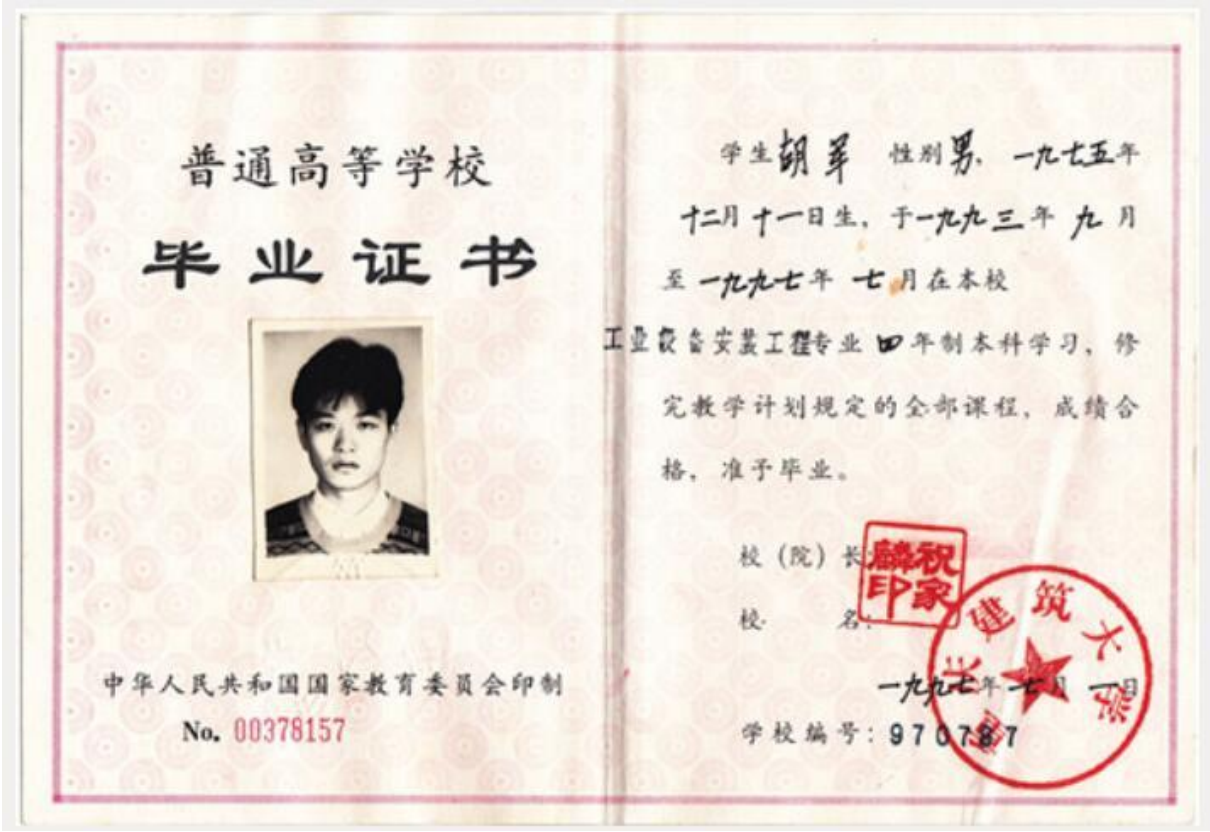 普通高等学校
毕业证书
中华人民共和国国家教育委员会印制
No. 00378157
学生胡军 性别男，一九七五年
十二月十一日生，于一九九三年九月
至一九九七年七月在本校
工业设备安装工程专业四年制本科学习，修
完教学计划规定的全部课程，成绩合
格，准予毕业。
校（院）长
祝家麟印
校 名：
建筑大学
一九九七年七月一日
学校编号：970787